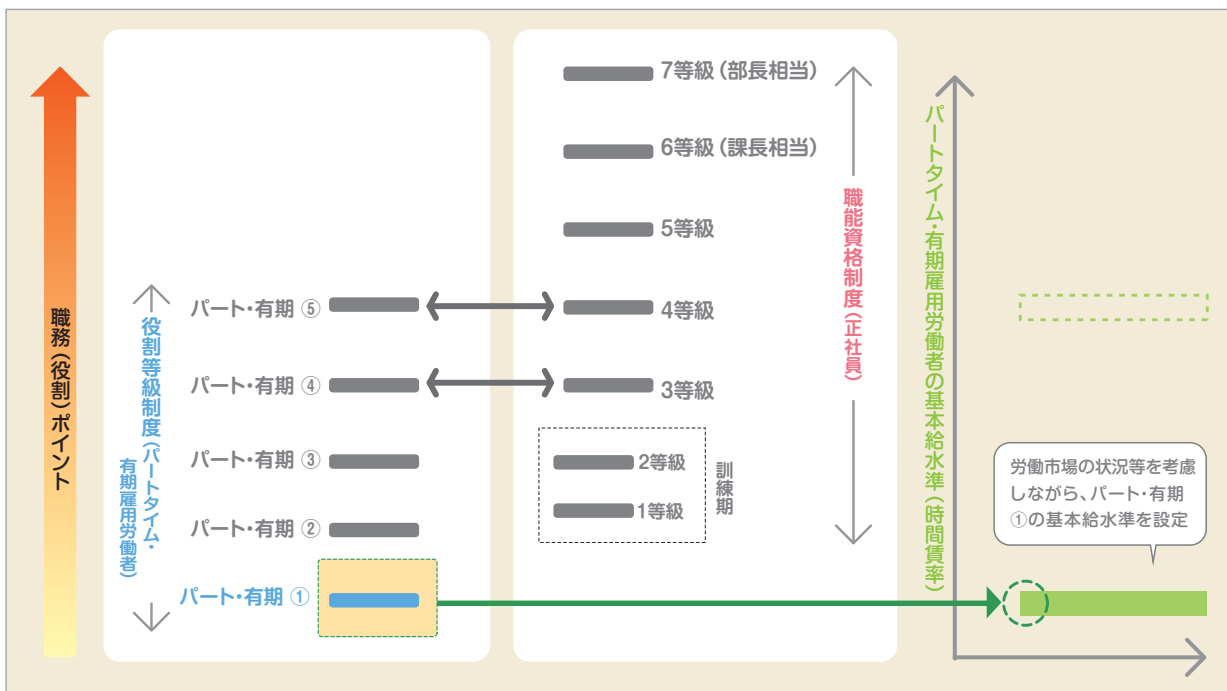 職務（役割）ポイント
役割等級制度（パートタイム・
有期雇用労働者）
パート・有期 ⑤
パート・有期 ④
パート・有期 ③
パート・有期 ②
パート・有期 ①
7等級（部長相当）
6等級（課長相当）
5等級
4等級
3等級
2等級
1等級
訓練期
職能資格制度（正社員）
パートタイム・有期雇用労働者の基本給水準（時間賃率）
労働市場の状況等を考慮
しながら、パート・有期
①の基本給水準を設定